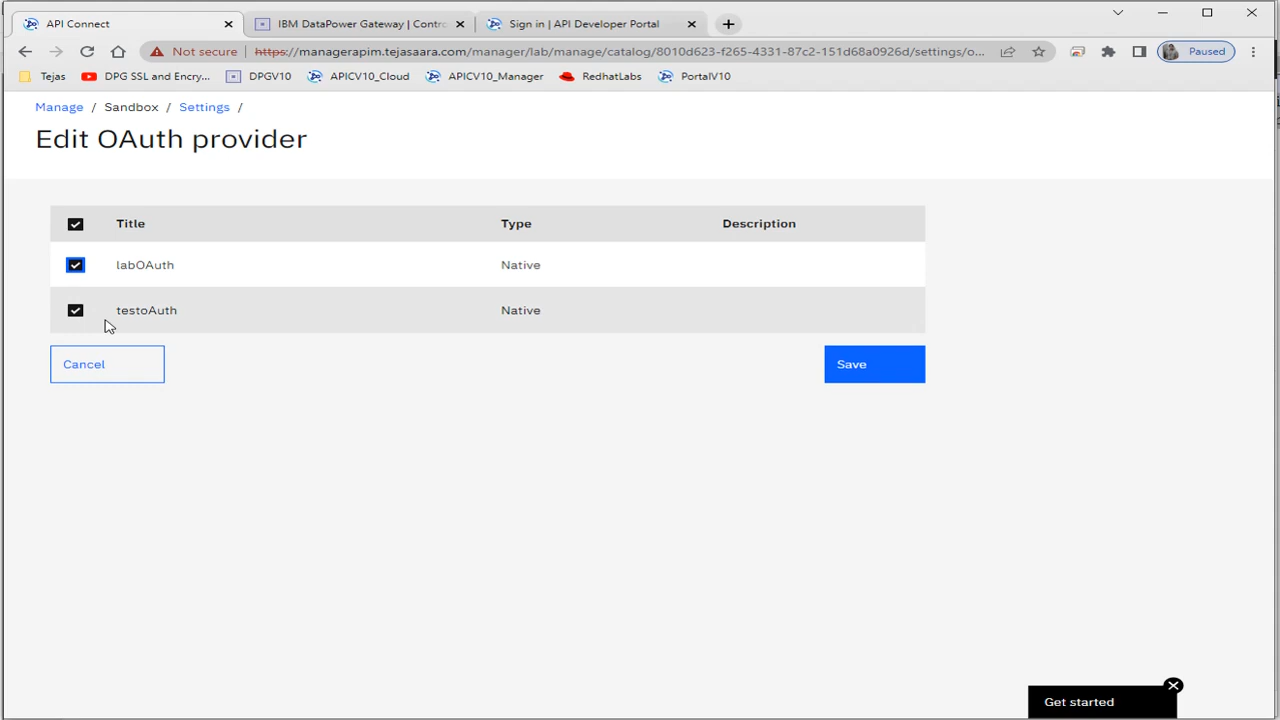 API Connect
IBM DataPower Gateway | Contro
Sign in | API Developer Portal
Not secure
https://managerapim.tejasaara.com/manager/lab/manage/catalog/8010d623-f265-4331-87c2-151d68a0926d/settings/o...
Paused
Tejas
DPG SSL and Encry...
DPGV10
APICV10_Cloud
APICV10_Manager
RedhatLabs
PortalV10
Manage / Sandbox / Settings /
Edit OAuth provider
Title Type Description
labOAuth Native
testoAuth Native
Cancel
Save
Get started